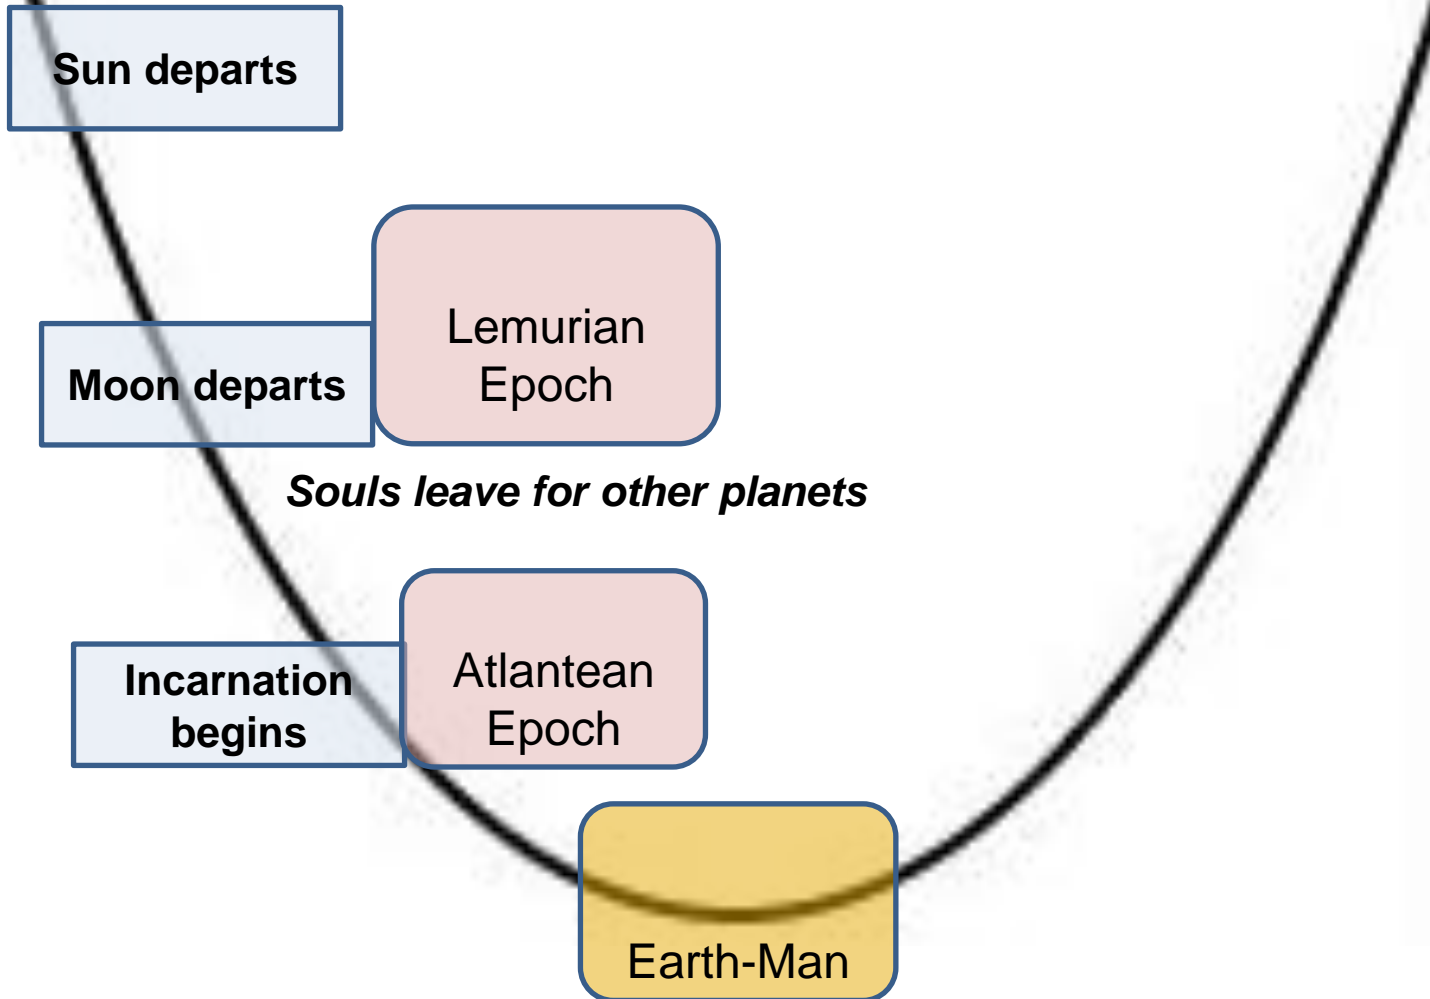 Sun departs
Lemurian
Epoch
Moon departs
Souls leave for other planets
Incarnation
begins
Atlantean
Epoch
Earth-Man